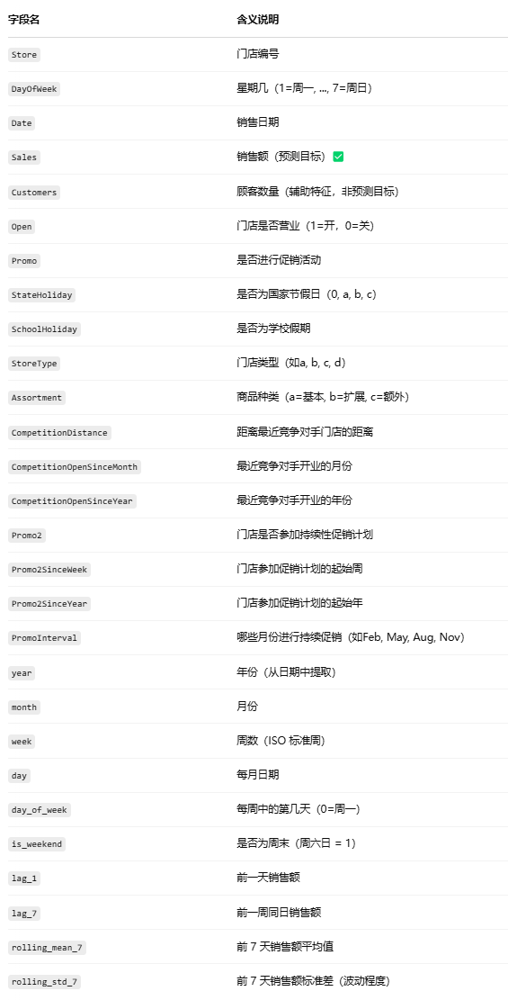 字段名 含义说明
Store 门店编号
DayOfWeek 星期几（1=周一, ..., 7=周日）
Date 销售日期
Sales 销售额（预测目标）✅
Customers 顾客数量（辅助特征，非预测目标）
Open 门店是否营业（1=开，0=关）
Promo 是否进行促销活动
StateHoliday 是否为国家节假日（0, a, b, c）
SchoolHoliday 是否为学校假期
StoreType 门店类型（如a, b, c, d）
Assortment 商品种类（a=基本, b=扩展, c=额外）
CompetitionDistance 距离最近竞争对手门店的距离
CompetitionOpenSinceMonth 最近竞争对手开业的月份
CompetitionOpenSinceYear 最近竞争对手开业的年份
Promo2 门店是否参加持续性促销计划
Promo2SinceWeek 门店参加促销计划的起始周
Promo2SinceYear 门店参加促销计划的起始年
PromoInterval 哪些月份进行持续促销（如Feb, May, Aug, Nov）
year 年份（从日期中提取）
month 月份
week 周数（ISO 标准周）
day 每月日期
day_of_week 每周中的第几天（0=周一）
is_weekend 是否为周末（周六日 = 1）
lag_1 前一天销售额
lag_7 前一周同日销售额
rolling_mean_7 前 7 天销售额平均值
rolling_std_7 前 7 天销售额标准差（波动程度）